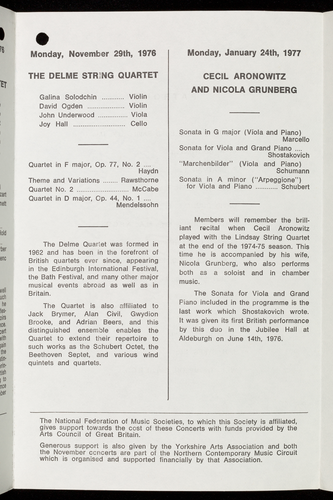 Monday, November 29th, 1976
THE DELME STRING QUARTET
Galina Solodchin ............ Violin
David Ogden ............... Violin
John Underwood ............ Viola
Joy Hall ..................... Cello
Quartet in F major, Op. 77, No. 2 ...
Haydn
Theme and Variations ...... Rawsthorne
Quartet No. 2 .................. McCabe
Quartet in D major, Op. 44, No. 1 ...
Mendelssohn
The Delme Quartet was formed in
1962 and has been in the forefront of
British quartets ever since, appearing
in the Edinburgh International Festival,
the Bath Festival, and many other major
musical events abroad as well as in
Britain.
The Quartet is also affiliated to
Jack Brymer, Alan Civil, Gwydion
Brooke, and Adrian Beers, and this
distinguished ensemble enables the
Quartet to extend their repertoire to
such works as the Schubert Octet, the
Beethoven Septet, and various wind
quintets and quartets.
Monday, January 24th, 1977
CECIL ARONOWITZ
AND NICOLA GRUNBERG
Sonata in G major (Viola and Piano)
Marcello
Sonata for Viola and Grand Piano ...
Shostakovich
"Marchenbilder" (Viola and Piano)
Schumann
Sonata in A minor ("Arpeggione")
for Viola and Piano ............ Schubert
Members will remember the bril-
liant recital when Cecil Aronowitz
played with the Lindsay String Quartet
at the end of the 1974-75 season. This
time he is accompanied by his wife,
Nicola Grunberg, who also performs
both as a soloist and in chamber
music.
The Sonata for Viola and Grand
Piano included in the programme is the
last work which Shostakovich wrote.
It was given its first British performance
by this duo in the Jubilee Hall at
Aldeburgh on June 14th, 1976.
The National Federation of Music Societies, to which this Society is affiliated,
gives support towards the cost of these Concerts with funds provided by the
Arts Council of Great Britain.
Generous support is also given by the Yorkshire Arts Association and both
the November concerts are part of the Northern Contemporary Music Circuit
which is organised and supported financially by that Association.